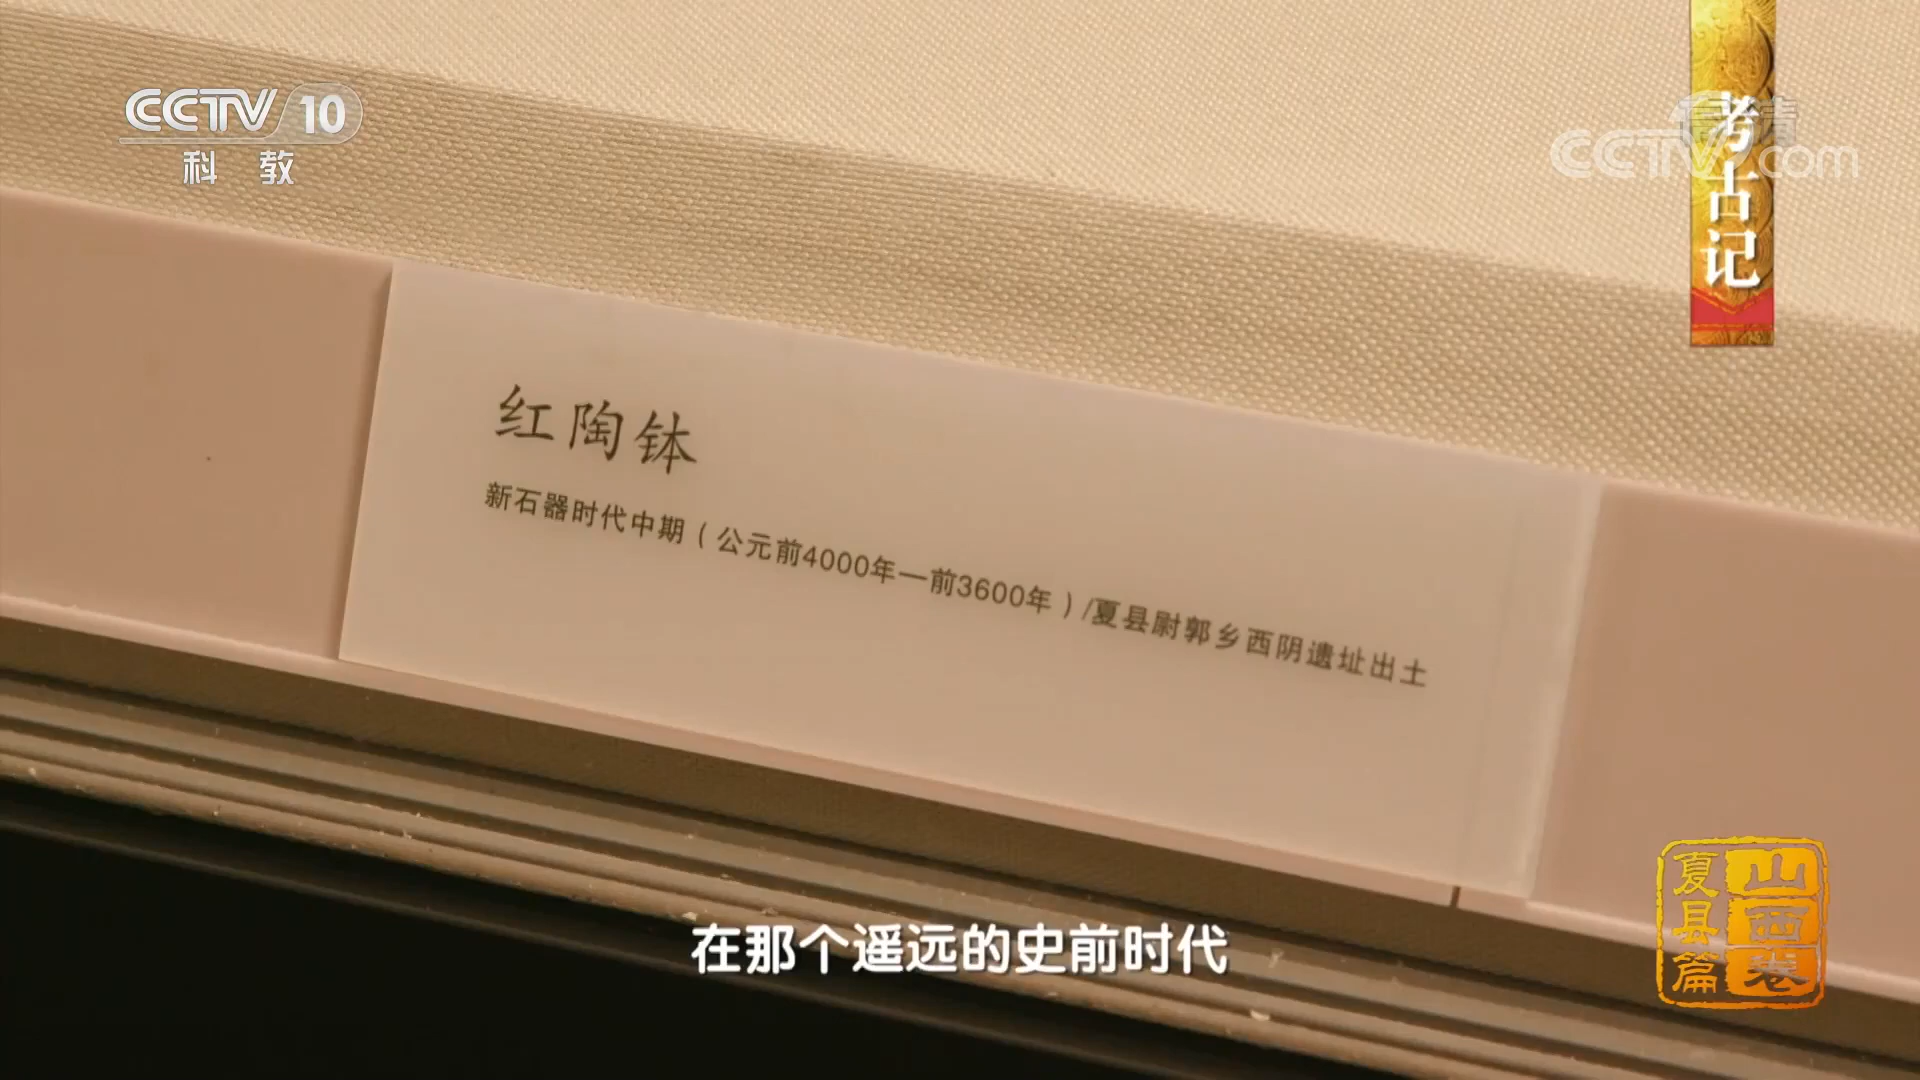 CCTV 10
科教
高清
CCTV.com
考古记
红陶钵
新石器时代中期（公元前4000年—前3600年）/夏县尉郭乡西阴遗址出土
山西卷
夏县篇
在那个遥远的史前时代